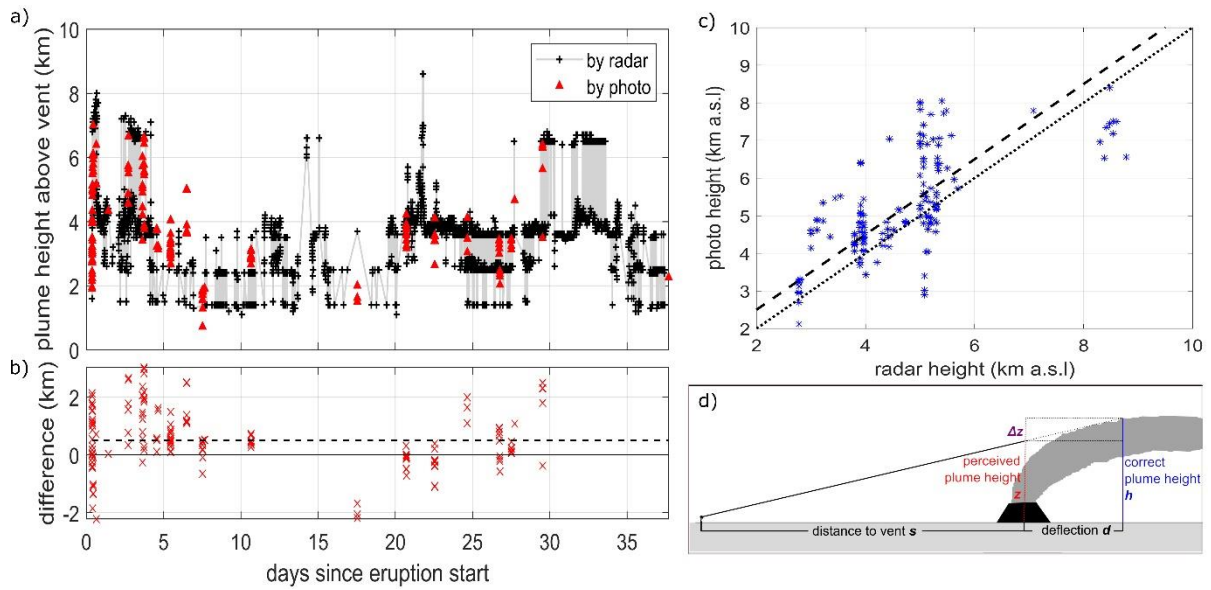 a)
plume height above vent (km)
10
8
6
4
2
0
by radar
by photo
b)
difference (km)
2
0
-2
0
5
10
15
20
25
30
35
days since eruption start
c)
photo height (km a.s.l)
10
9
8
7
6
5
4
3
2
2
4
6
8
10
radar height (km a.s.l)
d)
Δz
perceived
plume height
z
correct
plume height
h
distance to vent s
deflection d